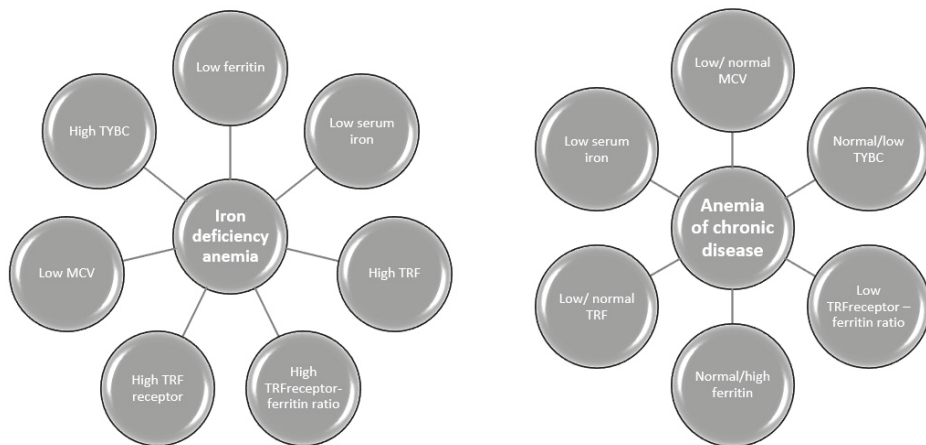 Low ferritin
Low serum
iron
High TRF
High
TRFreceptor-
ferritin ratio
High TRF
receptor
Low MCV
High TYBC
Iron
deficiency
anemia
Low/ normal
MCV
Normal/low
TYBC
Low
TRFreceptor –
ferritin ratio
Normal/high
ferritin
Low/ normal
TRF
Low serum
iron
Anemia
of chronic
disease